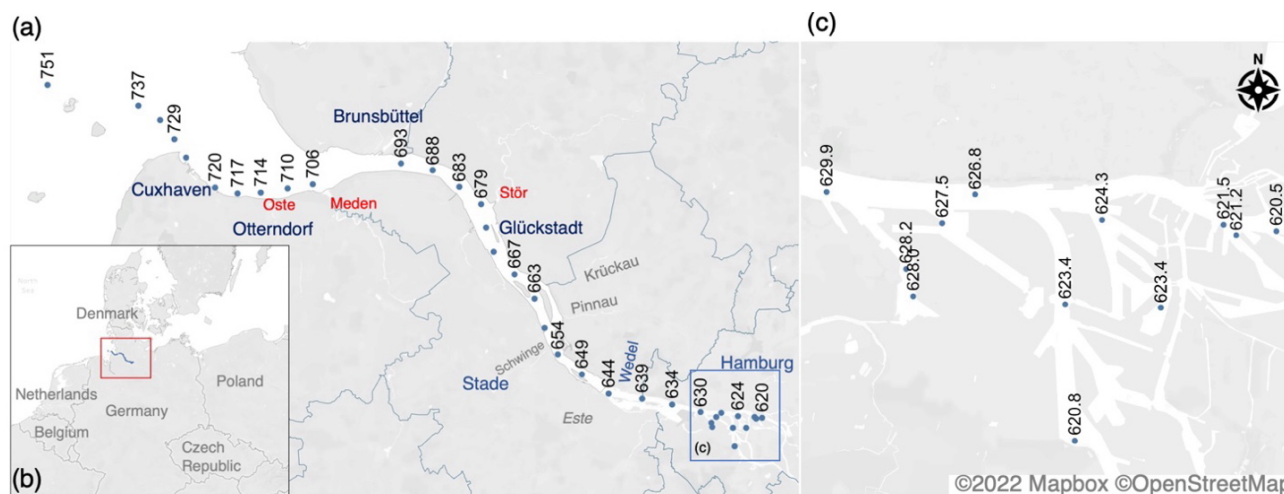 (a)
751
737
729
720
717
714
710
706
693
688
683
679
667
663
654
649
644
639
634
630
624
620
Brunsbüttel
Cuxhaven
Oste
Meden
Stör
Otterndorf
Glückstadt
Krückau
Pinnau
Schwinge
Stade
Wedel
Este
Hamburg
(c)
(b)
North
Sea
Denmark
Netherlands
Belgium
Germany
Poland
Czech
Republic
(c)
N
629.9
628.2
628.0
627.5
626.8
624.3
623.4
623.4
621.5
621.2
620.5
620.8
©2022 Mapbox ©OpenStreetMap